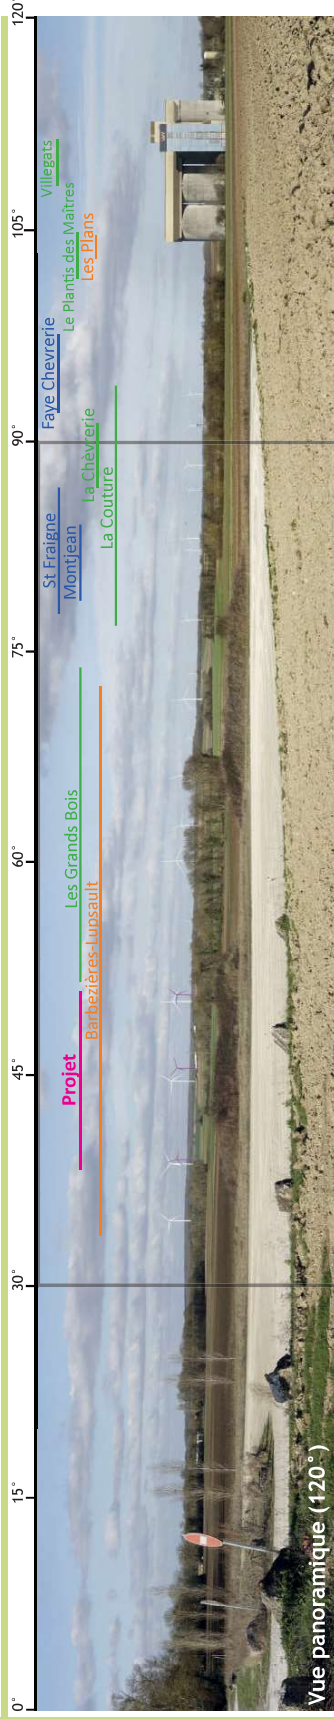 0°
15°
30°
45°
60°
75°
90°
105°
120°
St Fraigne
Faye Chevrerie
Villegats
Projet
Les Grands Bois
Montjean
Le Plantis des Maîtres
Barbezières-Lupsault
La Chèvrerie
Les Plans
La Couture
Vue panoramique (120°)